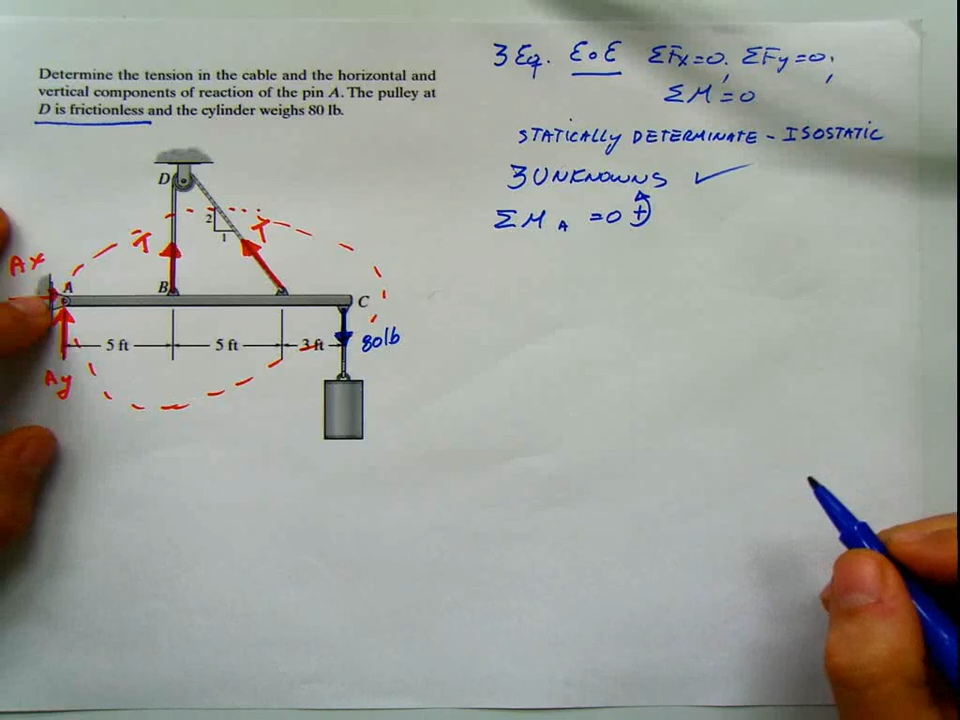 Determine the tension in the cable and the horizontal and
vertical components of reaction of the pin A. The pulley at
D is frictionless and the cylinder weighs 80 lb.
3 Eq. EoE ΣFx=0, ΣFy=0,
ΣM=0
STATICALLY DETERMINATE - ISOSTATIC
3 UNKNOWNS ✓
ΣM A =0 +
D
2
1
T
T
Ax
A
B
C
5 ft
5 ft
3 ft
80lb
Ay